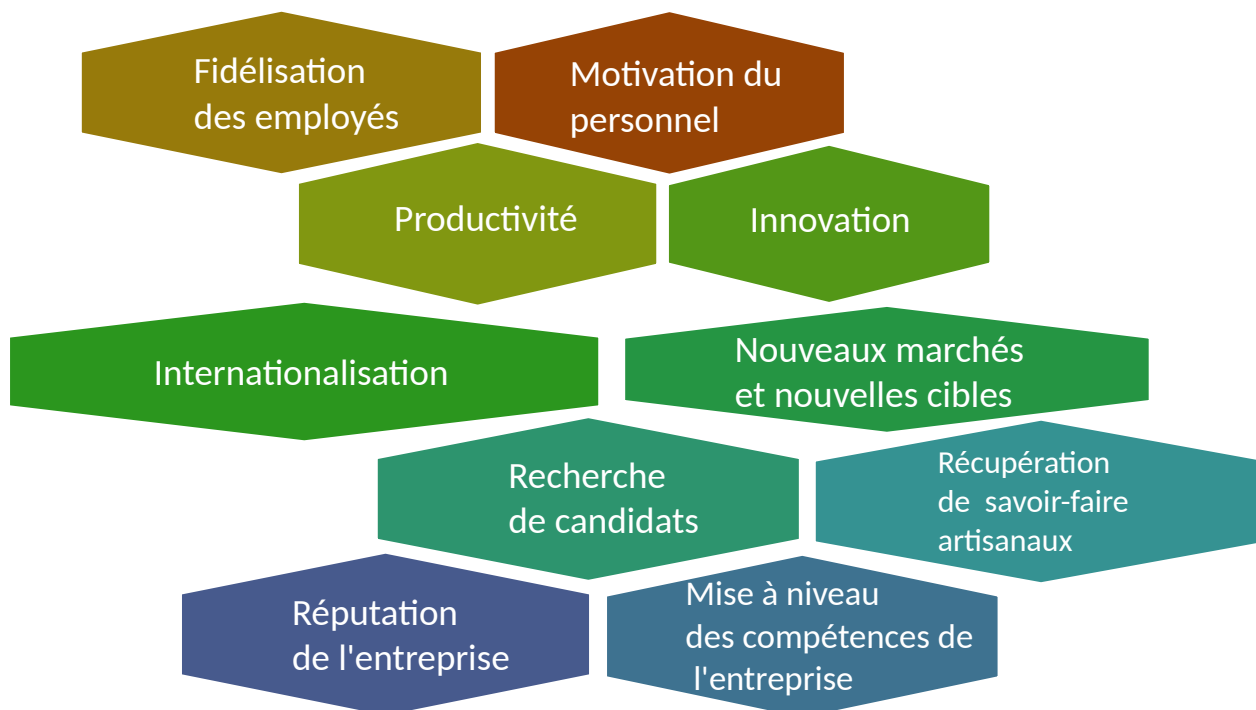 Fidélisation
des employés
Motivation du
personnel
Productivité
Innovation
Internationalisation
Nouveaux marchés
et nouvelles cibles
Recherche
de candidats
Récupération
de  savoir-faire
artisanaux
Réputation
de l'entreprise
Mise à niveau
des compétences de
l'entreprise